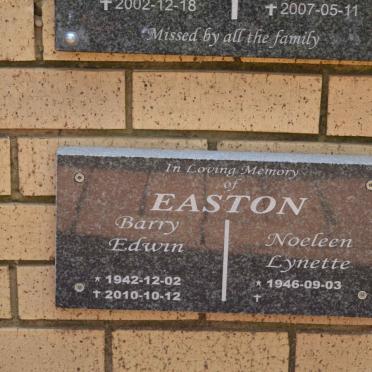 ✝ 2002-12-18
✝ 2007-05-11
Missed by all the family
In Loving Memory
of
EASTON
Barry
Edwin
* 1942-12-02
✝ 2010-10-12
Noeleen
Lynette
* 1946-09-03
✝